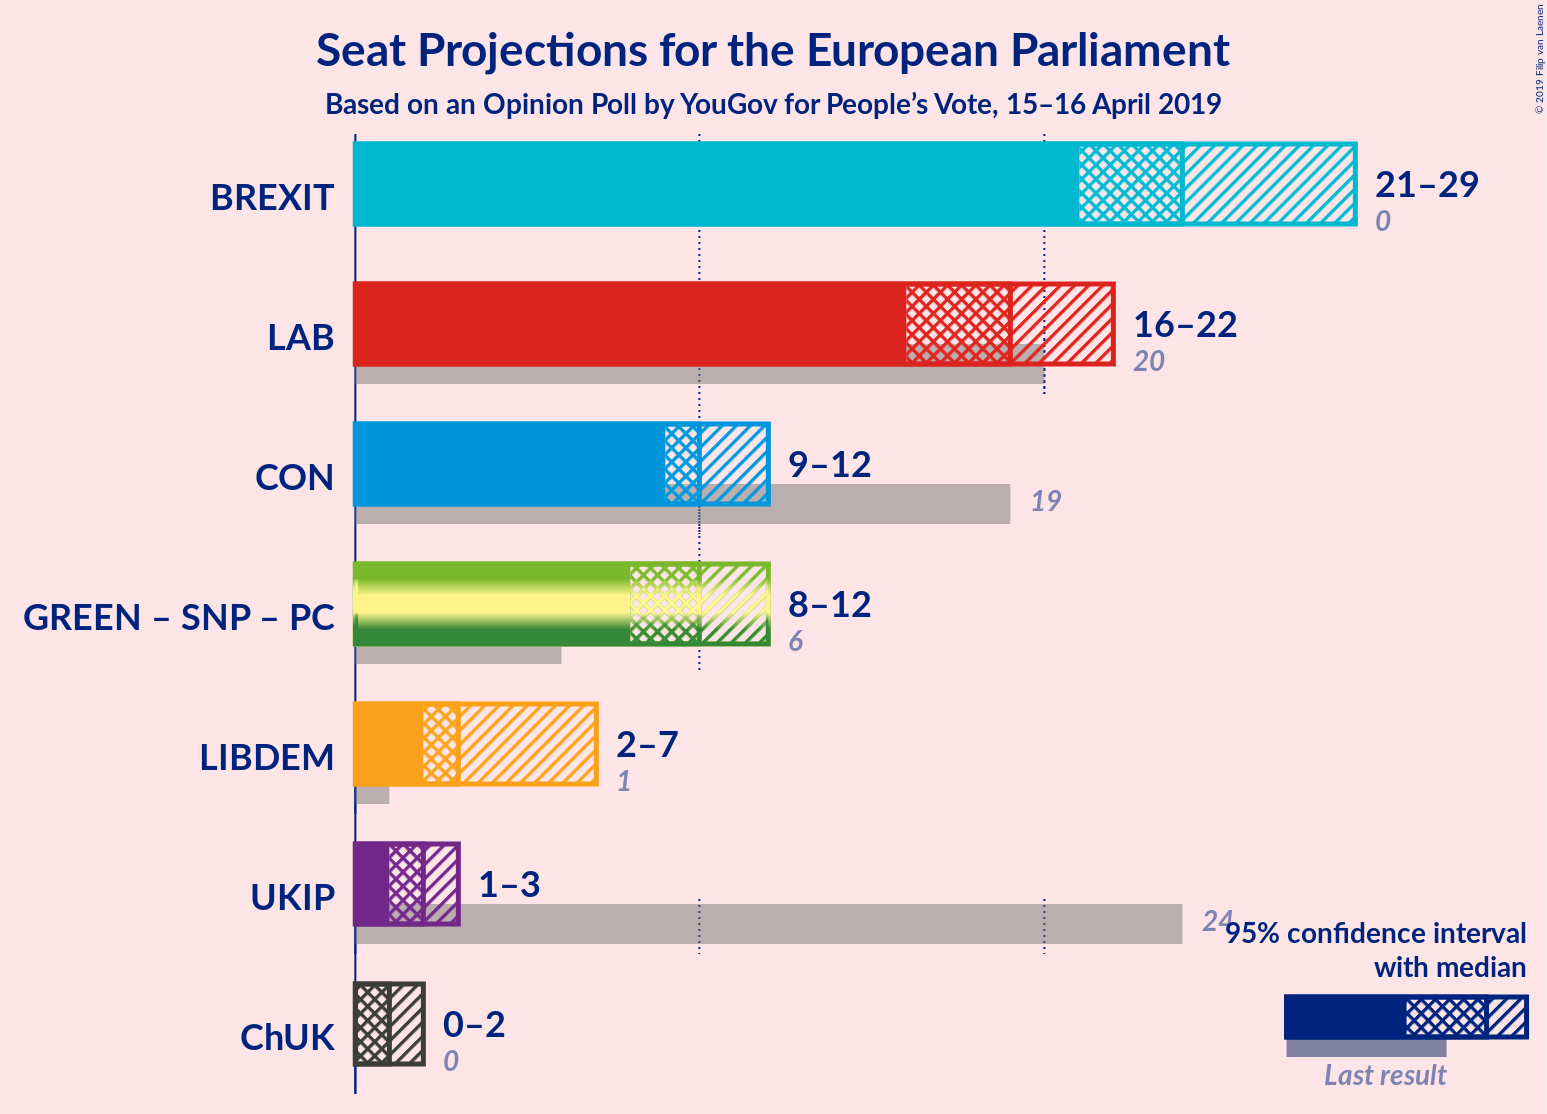 Seat Projections for the European Parliament
Based on an Opinion Poll by YouGov for People’s Vote, 15–16 April 2019
© 2019 Filip van Laenen
BREXIT
21–29
0
LAB
16–22
20
CON
9–12
19
GREEN – SNP – PC
8–12
6
LIBDEM
2–7
1
UKIP
1–3
24
ChUK
0–2
0
95% confidence interval
with median
Last result